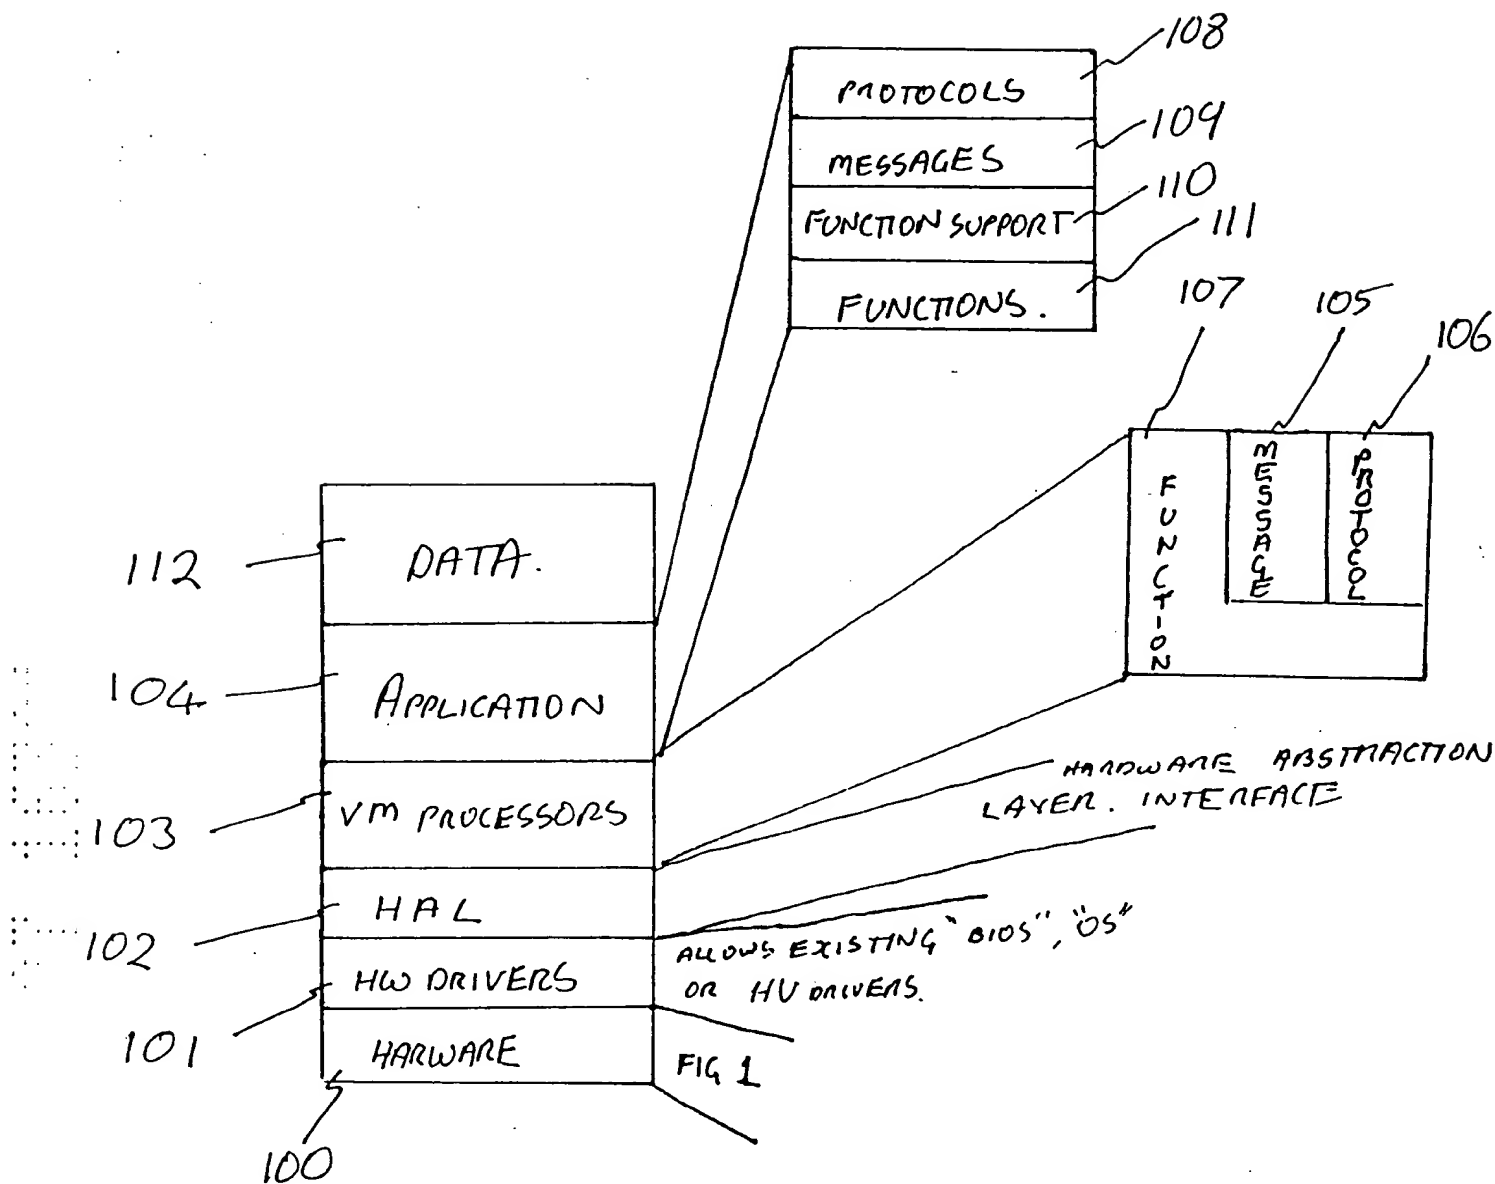 108
PROTOCOLS
109
MESSAGES
110
FUNCTION SUPPORT
111
FUNCTIONS.
107
105
106
FUNCTION
MESSAGE
PROTOCOL
112
DATA.
104
APPLICATION
103
VM PROCESSORS
HARDWARE ABSTRACTION
LAYER. INTERFACE
102
HAL
ALLOWS EXISTING "BIOS", "OS"
OR HV DRIVERS.
101
HW DRIVERS
HARWARE
FIG 1
100